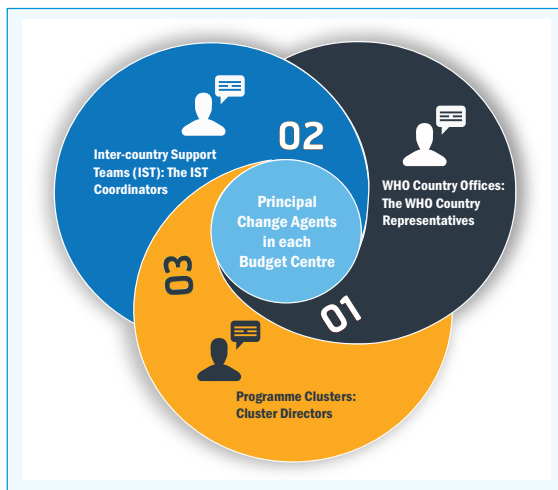 02
Inter-country Support
Teams (IST): The IST
Coordinators
WHO Country Offices:
The WHO Country
Representatives
Principal
Change Agents
in each
Budget Centre
03
01
Programme Clusters:
Cluster Directors